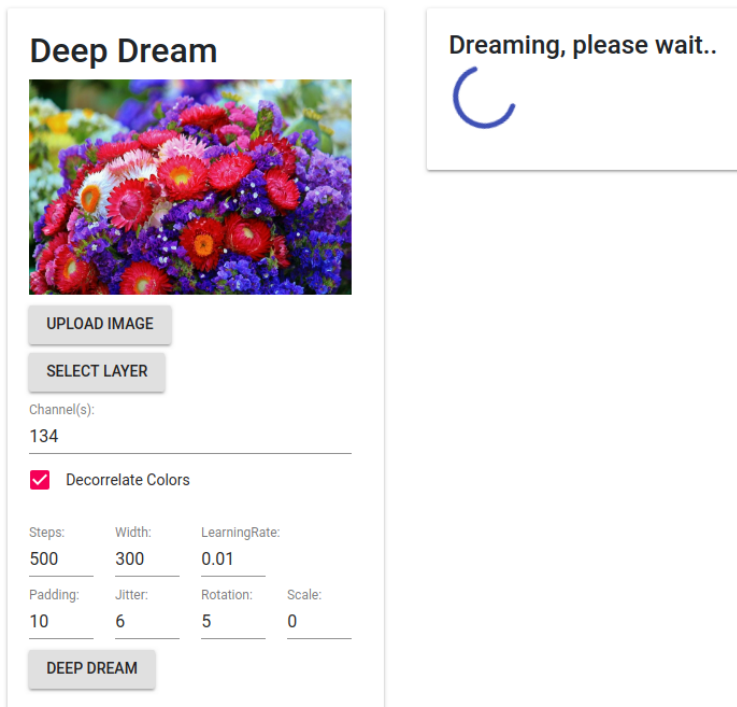 Deep Dream
UPLOAD IMAGE
SELECT LAYER
Channel(s):
134
Decorrelate Colors
Steps: Width: LearningRate:
500 300 0.01
Padding: Jitter: Rotation: Scale:
10 6 5 0
DEEP DREAM
Dreaming, please wait..